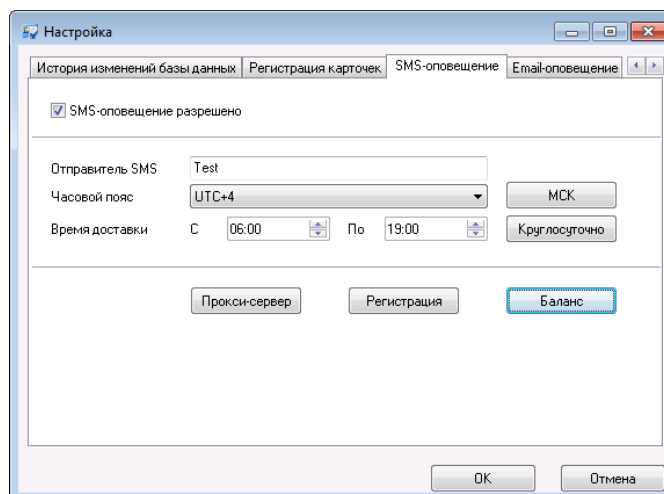 Настройка
История изменений базы данных Регистрация карточек SMS-оповещение Email-оповещение
SMS-оповещение разрешено
Отправитель SMS Test
Часовой пояс UTC+4 МСК
Время доставки С 06:00 По 19:00 Круглосуточно
Прокси-сервер Регистрация Баланс
OK Отмена